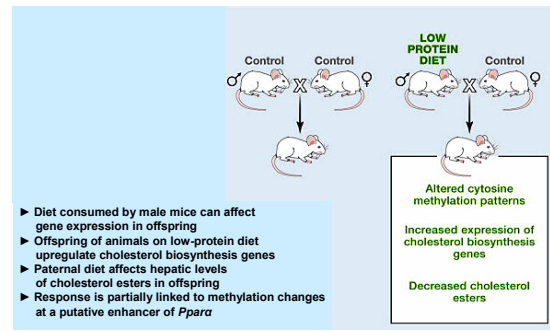 LOW
PROTEIN
DIET
Control
Control
Control
♂ X ♀
♂ X ♀
Altered cytosine
methylation patterns
Increased expression of
cholesterol biosynthesis
genes
Decreased cholesterol
esters
► Diet consumed by male mice can affect
gene expression in offspring
► Offspring of animals on low-protein diet
upregulate cholesterol biosynthesis genes
► Paternal diet affects hepatic levels
of cholesterol esters in offspring
► Response is partially linked to methylation changes
at a putative enhancer of Pparα